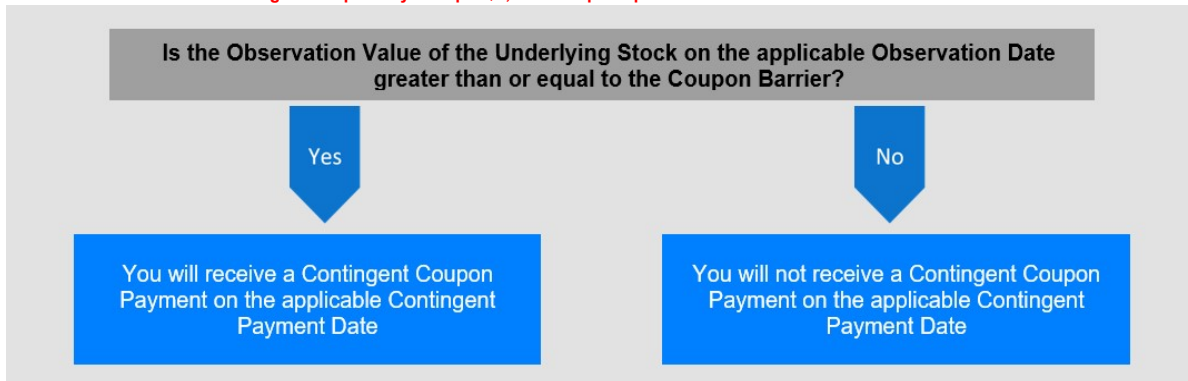 Is the Observation Value of the Underlying Stock on the applicable Observation Date
greater than or equal to the Coupon Barrier?
Yes
No
You will receive a Contingent Coupon
Payment on the applicable Contingent
Payment Date
You will not receive a Contingent Coupon
Payment on the applicable Contingent
Payment Date